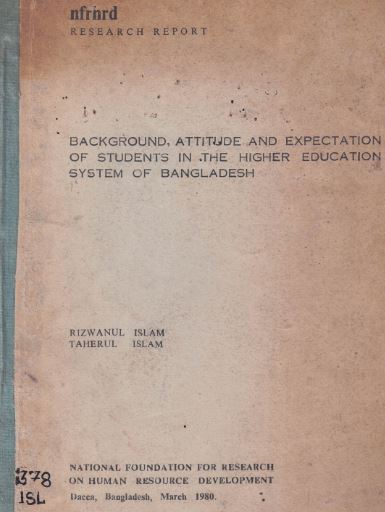 nfrhrd
RESEARCH REPORT
BACKGROUND, ATTITUDE AND EXPECTATION
OF STUDENTS IN THE HIGHER EDUCATION
SYSTEM OF BANGLADESH
RIZWANUL ISLAM
TAHERUL ISLAM
NATIONAL FOUNDATION FOR RESEARCH
ON HUMAN RESOURCE DEVELOPMENT
Dacca, Bangladesh, March 1980.
378
ISL